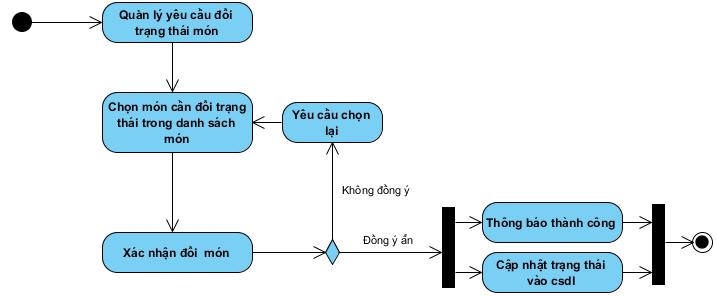 Quản lý yêu cầu đổi
trạng thái món
Chọn món cần đổi trạng
thái trong danh sách
món
Yêu cầu chọn
lại
Không đồng ý
Xác nhận đổi món
Đồng ý ẩn
Thông báo thành công
Cập nhật trạng thái
vào csdl